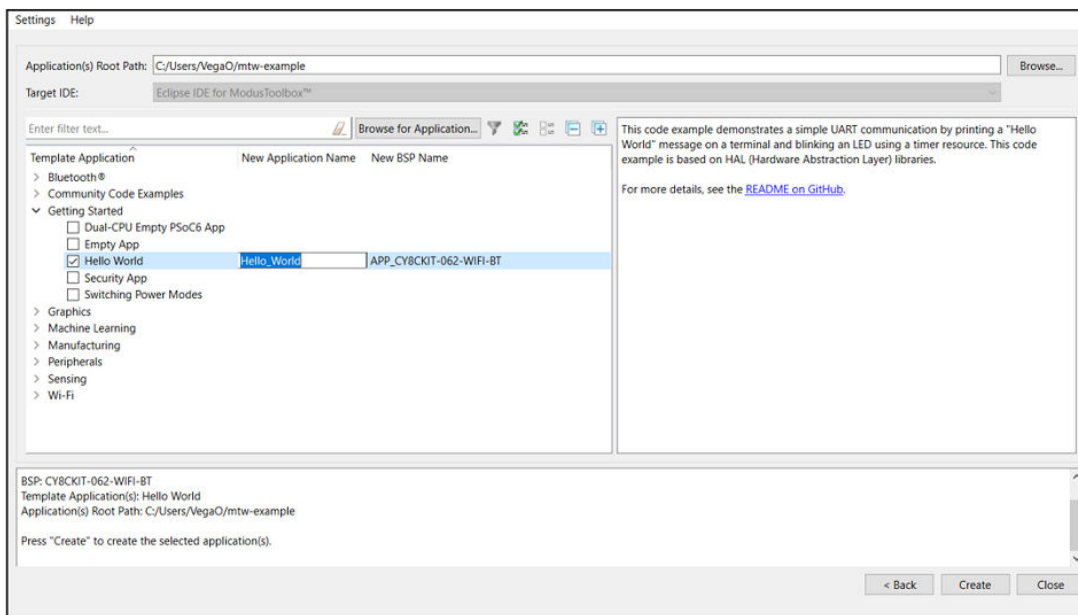 Settings Help
Application(s) Root Path: C:/Users/VegaO/mtw-example Browse...
Target IDE: Eclipse IDE for ModusToolbox™
Enter filter text... Browse for Application...
Template Application New Application Name New BSP Name
Bluetooth®
Community Code Examples
Getting Started
Dual-CPU Empty PSoC6 App
Empty App
Hello World Hello_World APP_CY8CKIT-062-WIFI-BT
Security App
Switching Power Modes
Graphics
Machine Learning
Manufacturing
Peripherals
Sensing
Wi-Fi
This code example demonstrates a simple UART communication by printing a "Hello
World" message on a terminal and blinking an LED using a timer resource. This code
example is based on HAL (Hardware Abstraction Layer) libraries.
For more details, see the README on GitHub.
BSP: CY8CKIT-062-WIFI-BT
Template Application(s): Hello World
Application(s) Root Path: C:/Users/VegaO/mtw-example
Press "Create" to create the selected application(s).
< Back Create Close